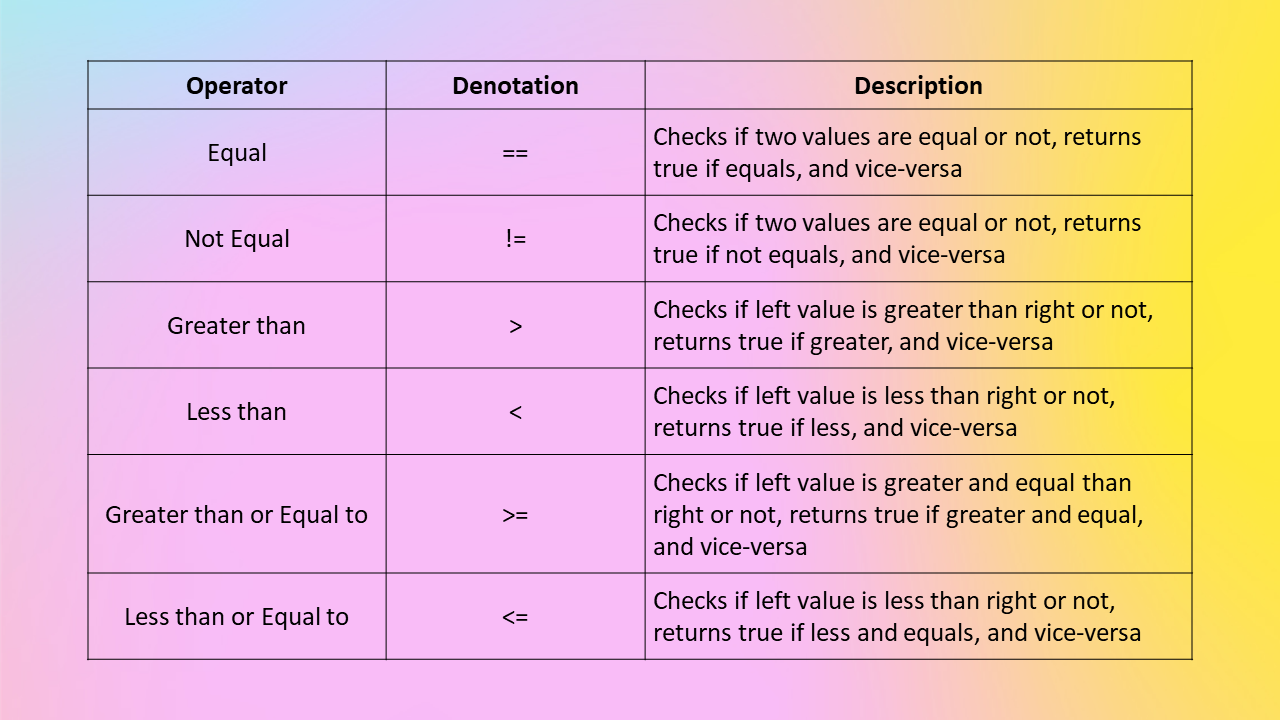 Operator Denotation Description
Equal == Checks if two values are equal or not, returns
true if equals, and vice-versa
Not Equal != Checks if two values are equal or not, returns
true if not equals, and vice-versa
Greater than > Checks if left value is greater than right or not,
returns true if greater, and vice-versa
Less than < Checks if left value is less than right or not,
returns true if less, and vice-versa
Greater than or Equal to >= Checks if left value is greater and equal than
right or not, returns true if greater and equal,
and vice-versa
Less than or Equal to <= Checks if left value is less than right or not,
returns true if less and equals, and vice-versa